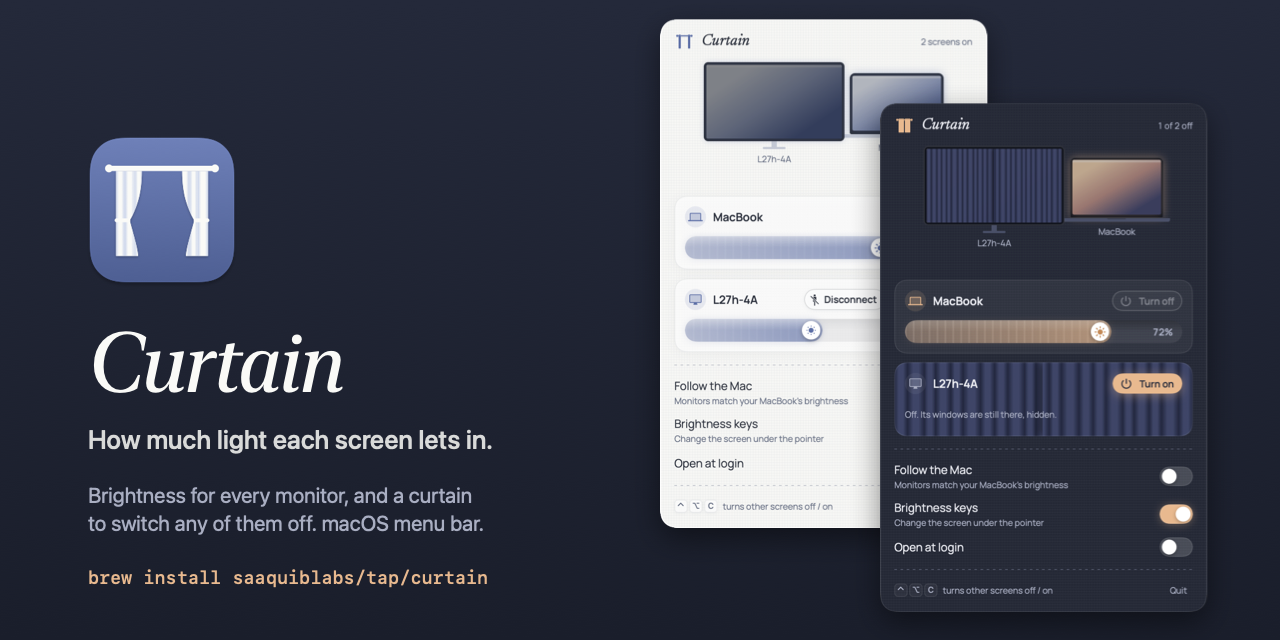 Curtain
How much light each screen lets in.
Brightness for every monitor, and a curtain
to switch any of them off. macOS menu bar.
brew install saaquiblabs/tap/curtain
Curtain
2 screens on
L27h-4A
MacBook
L27h-4A
Disconnect
Follow the Mac
Monitors match your MacBook's brightness
Brightness keys
Change the screen under the pointer
Open at login
^ ⌥ C turns other screens off / on
Curtain
1 of 2 off
L27h-4A
MacBook
MacBook
Turn off
72%
L27h-4A
Turn on
Off. Its windows are still there, hidden.
Follow the Mac
Monitors match your MacBook's brightness
Brightness keys
Change the screen under the pointer
Open at login
^ ⌥ C turns other screens off / on
Quit